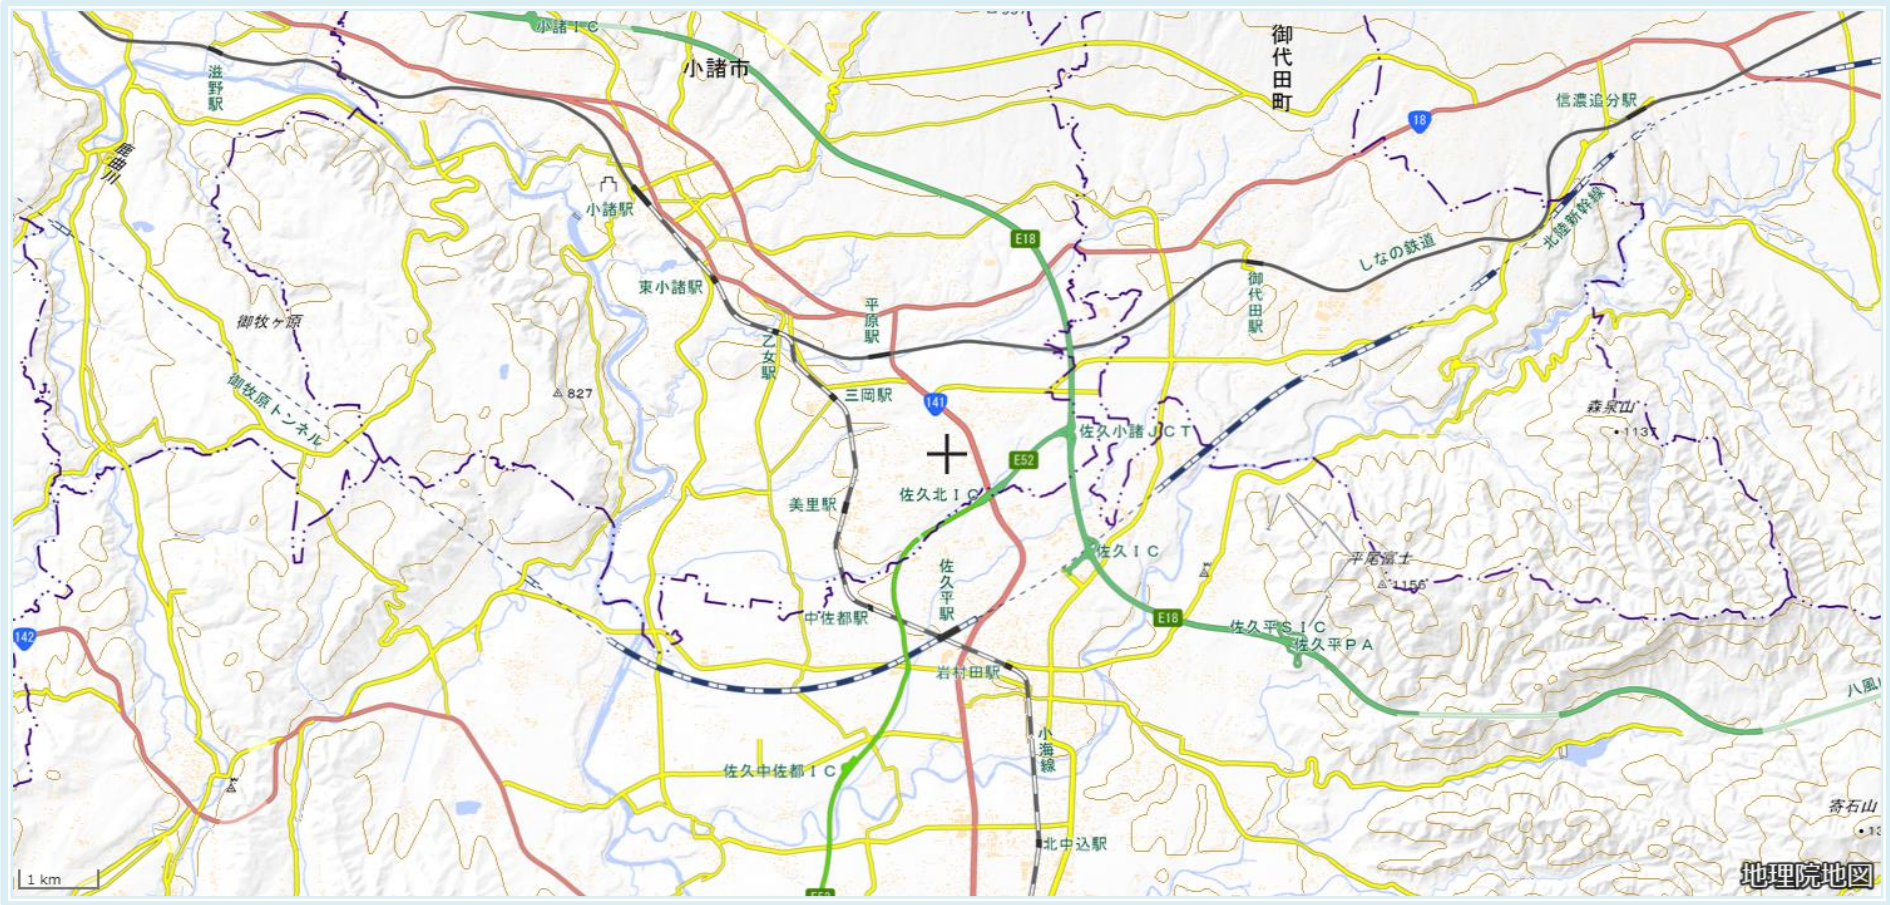 小諸ＩＣ
小諸市
御代田町
滋野駅
18
信濃追分駅
鹿曲川
小諸駅
E18
北陸新幹線
しなの鉄道
東小諸駅
御代田駅
平原駅
御牧ヶ原
乙女駅
御牧原トンネル
827
三岡駅
141
森泉山
1137
佐久小諸ＪＣＴ
E52
佐久北ＩＣ
美里駅
佐久ＩＣ
平尾富士
1156
佐久平駅
中佐都駅
E18
佐久平ＳＩＣ
佐久平ＰＡ
142
岩村田駅
八風
小海線
佐久中佐都ＩＣ
寄石山
北中込駅
1 km
地理院地図